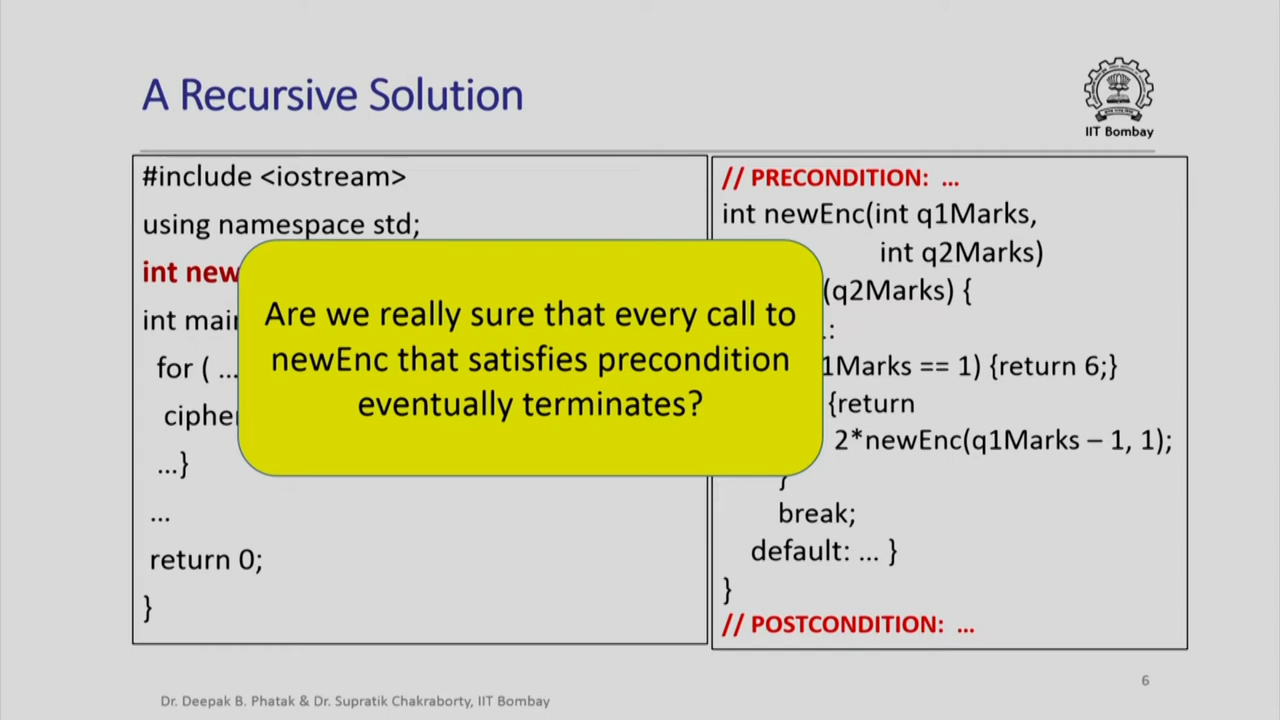 A Recursive Solution
IIT Bombay
#include <iostream>
using namespace std;
int new
int main
for ( ...
cipher
...}
...
return 0;
}
Are we really sure that every call to
newEnc that satisfies precondition
eventually terminates?
// PRECONDITION: ...
int newEnc(int q1Marks,
int q2Marks)
(q2Marks) {
:
1Marks == 1) {return 6;}
{return
2*newEnc(q1Marks – 1, 1);
}
break;
default: ... }
}
// POSTCONDITION: ...
6
Dr. Deepak B. Phatak & Dr. Supratik Chakraborty, IIT Bombay